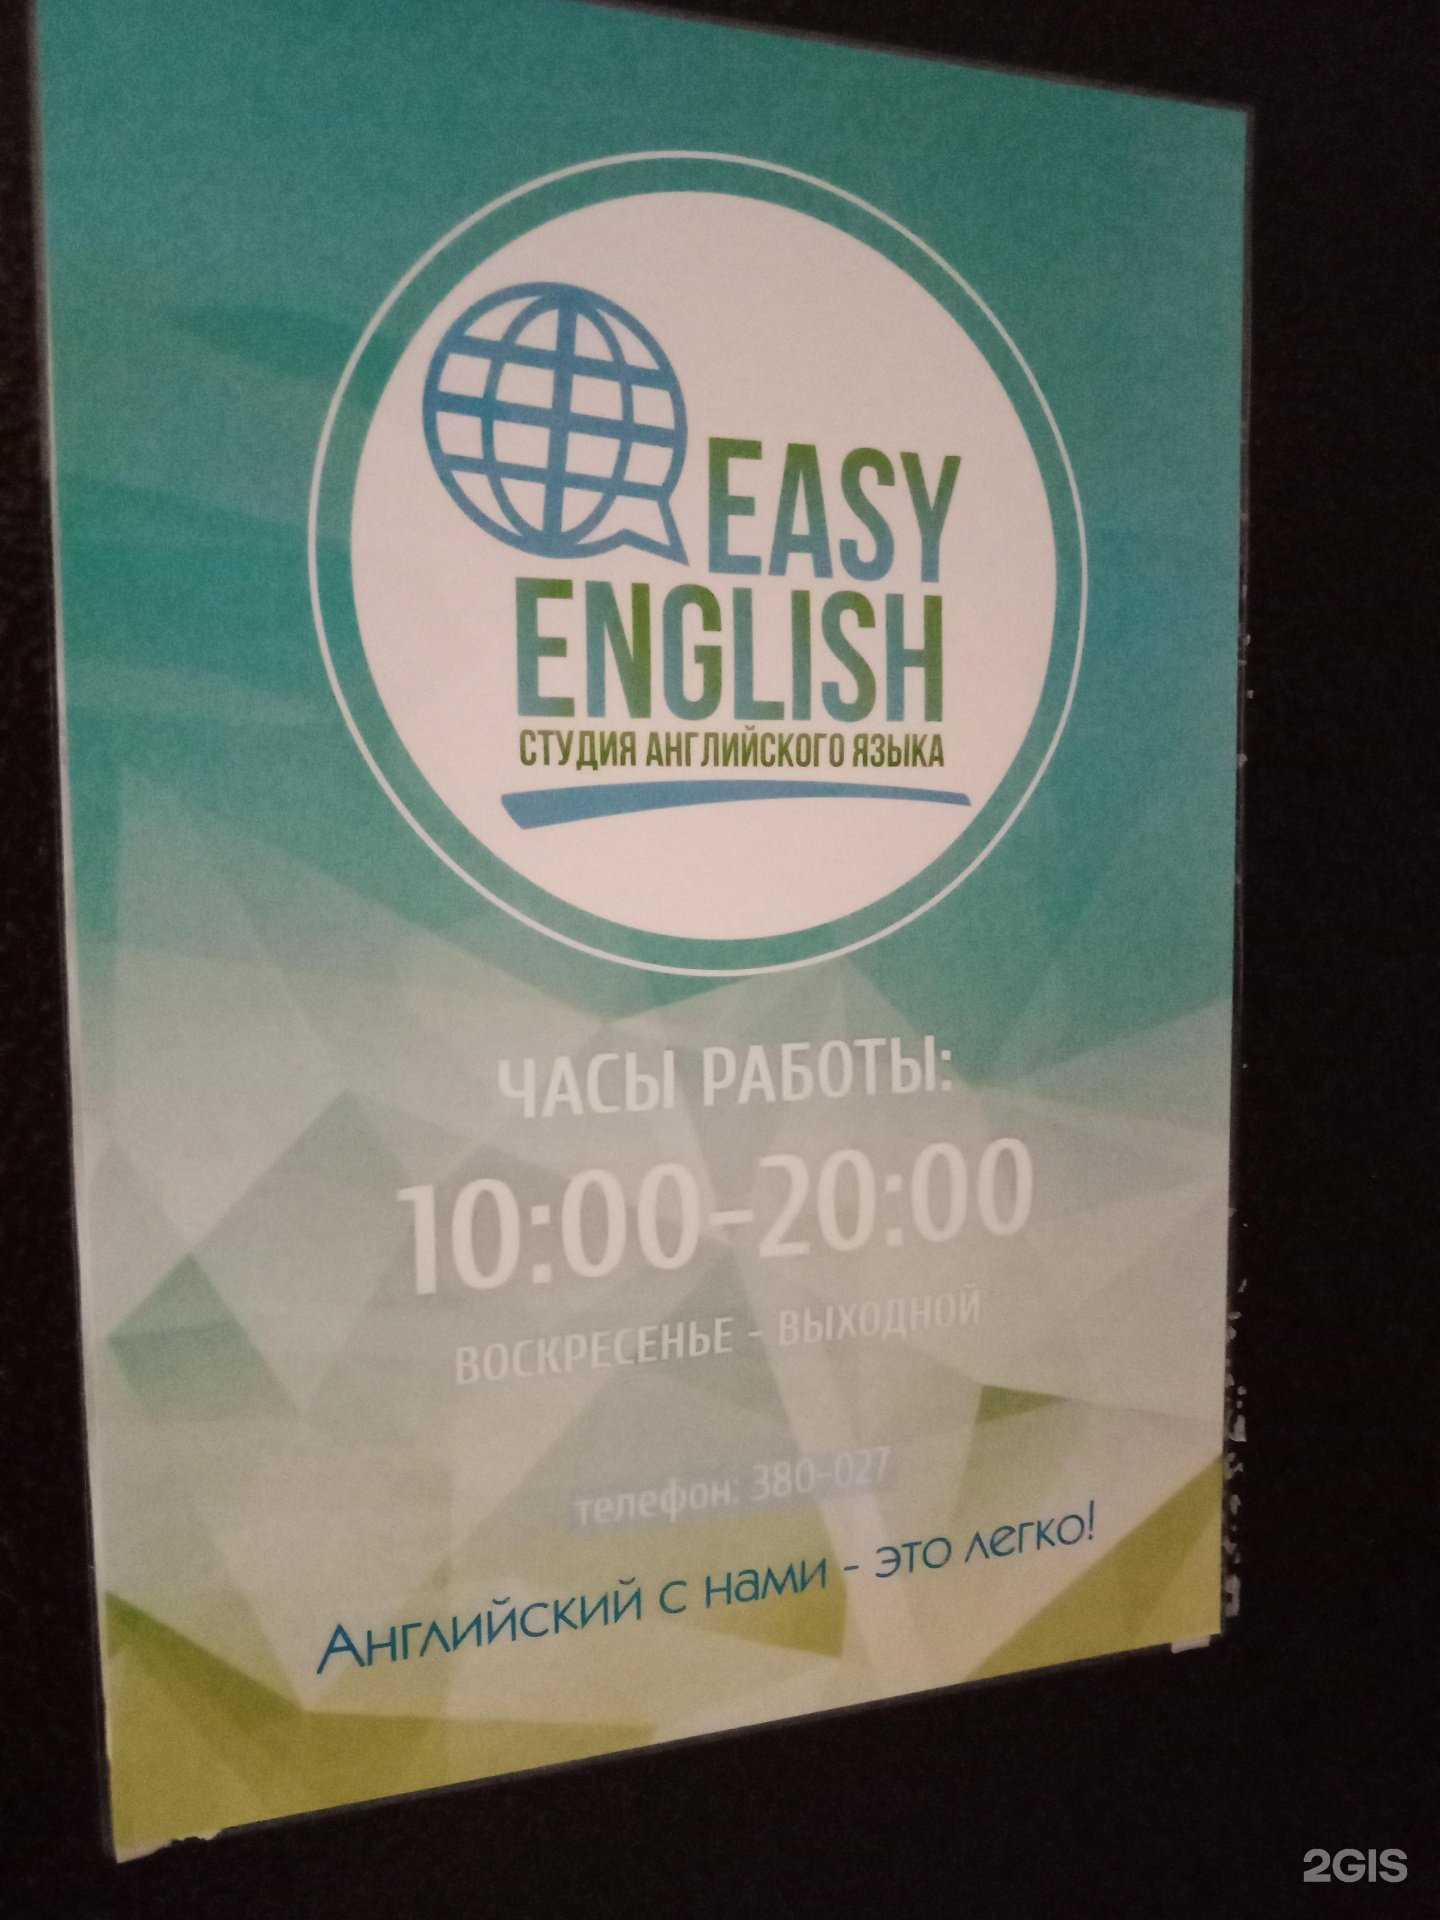 EASY
ENGLISH
СТУДИЯ АНГЛИЙСКОГО ЯЗЫКА
ЧАСЫ РАБОТЫ:
10:00-20:00
ВОСКРЕСЕНЬЕ - ВЫХОДНОЙ
телефон: 380-027
Английский с нами - это легко!
2GIS